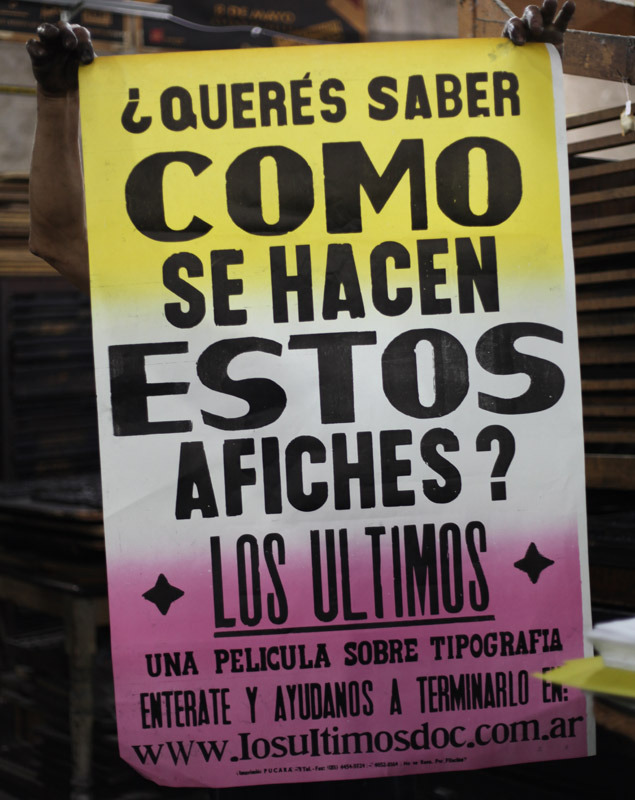 ¿QUERÉS SABER
COMO
SE HACEN
ESTOS
AFICHES?
LOS ULTIMOS
UNA PELICULA SOBRE TIPOGRAFIA
ENTERATE Y AYUDANOS A TERMINARLO EN:
www.losultimosdoc.com.ar
PUCARÁ